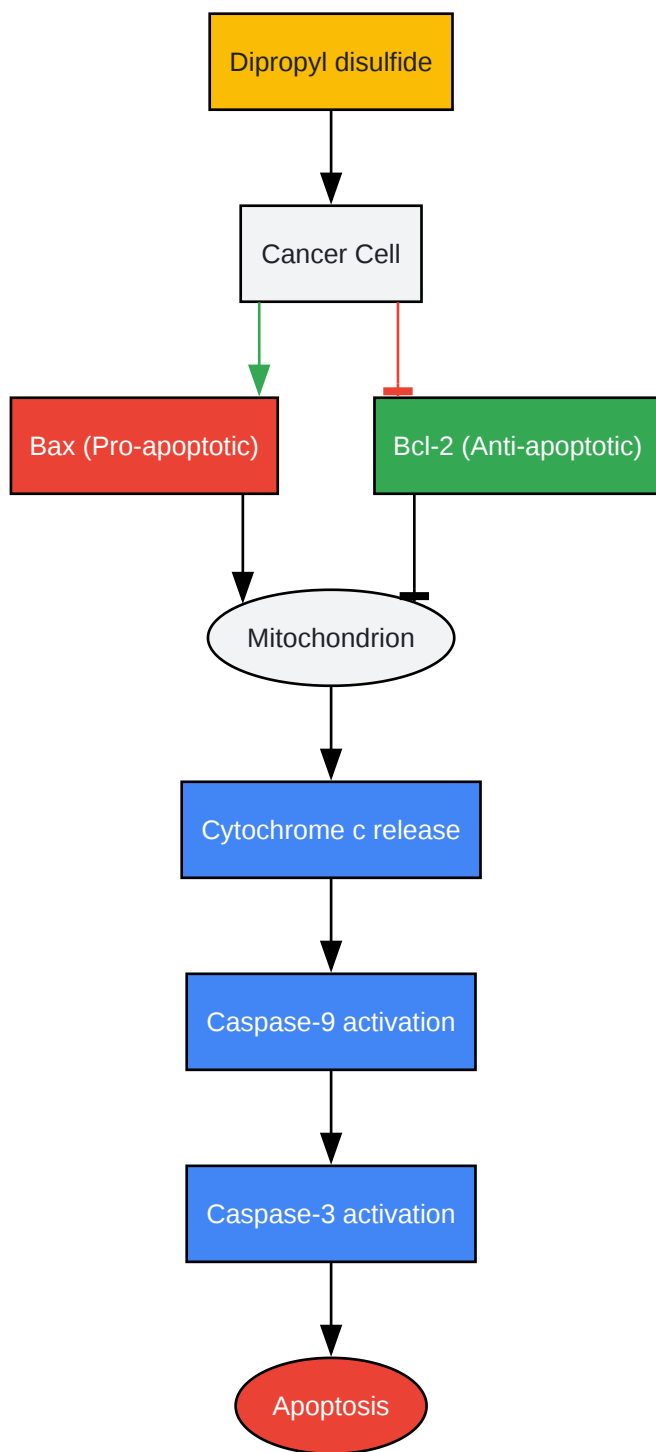 Dipropyl disulfide
Cancer Cell
Bax (Pro-apoptotic)
Bcl-2 (Anti-apoptotic)
Mitochondrion
Cytochrome c release
Caspase-9 activation
Caspase-3 activation
Apoptosis